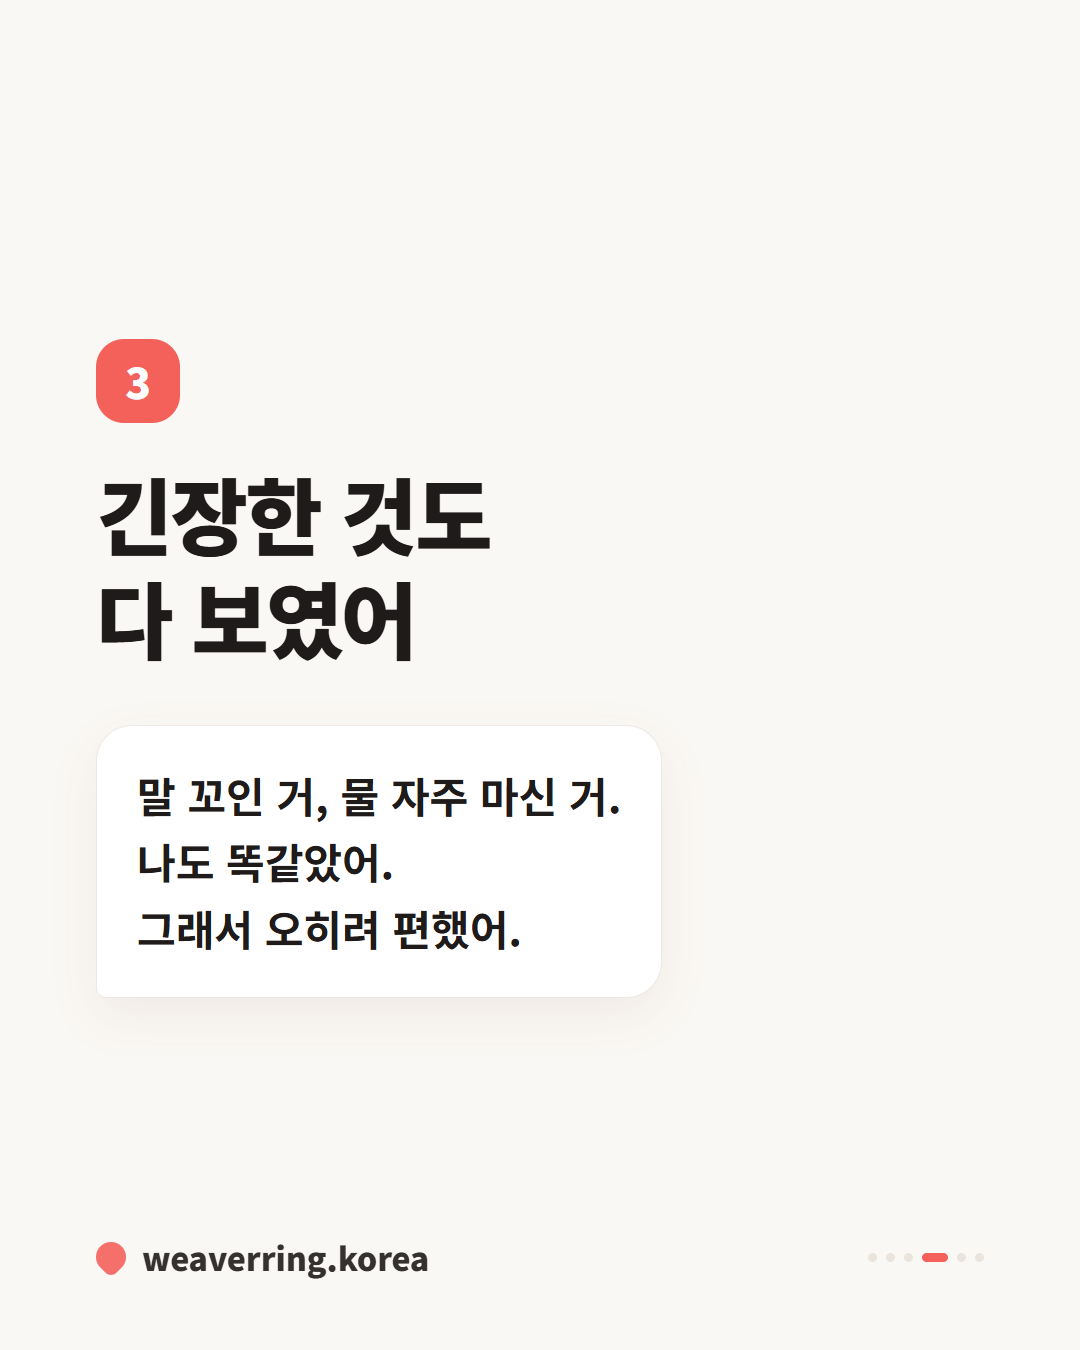 3
긴장한 것도
다 보였어
말 꼬인 거, 물 자주 마신 거.
나도 똑같았어.
그래서 오히려 편했어.
weaverring.korea